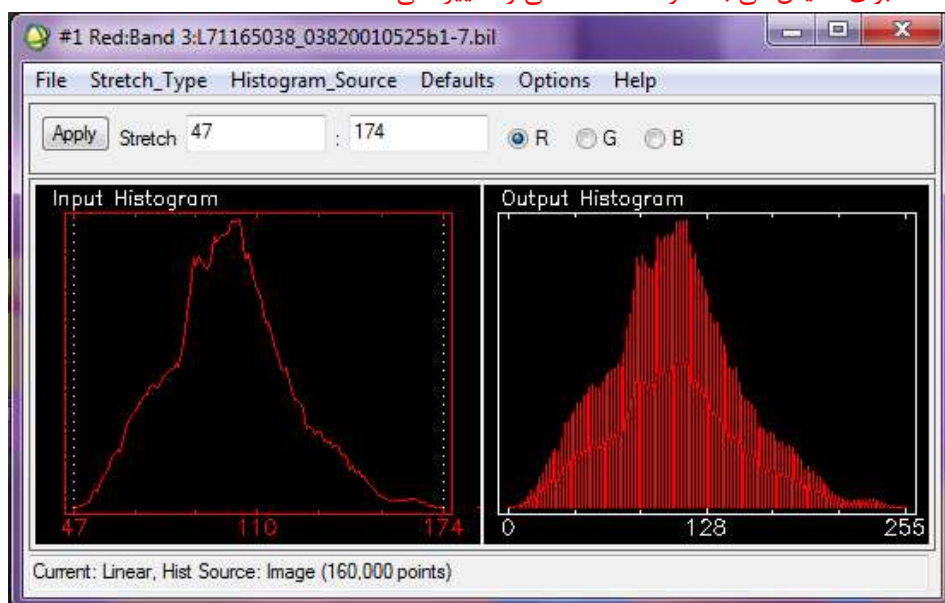 #1 Red:Band 3:L71165038_03820010525b1-7.bil
File Stretch_Type Histogram_Source Defaults Options Help
Apply Stretch 47 : 174 R G B
Input Histogram
Output Histogram
47 110 174
0 128 255
Current: Linear, Hist Source: Image (160,000 points)